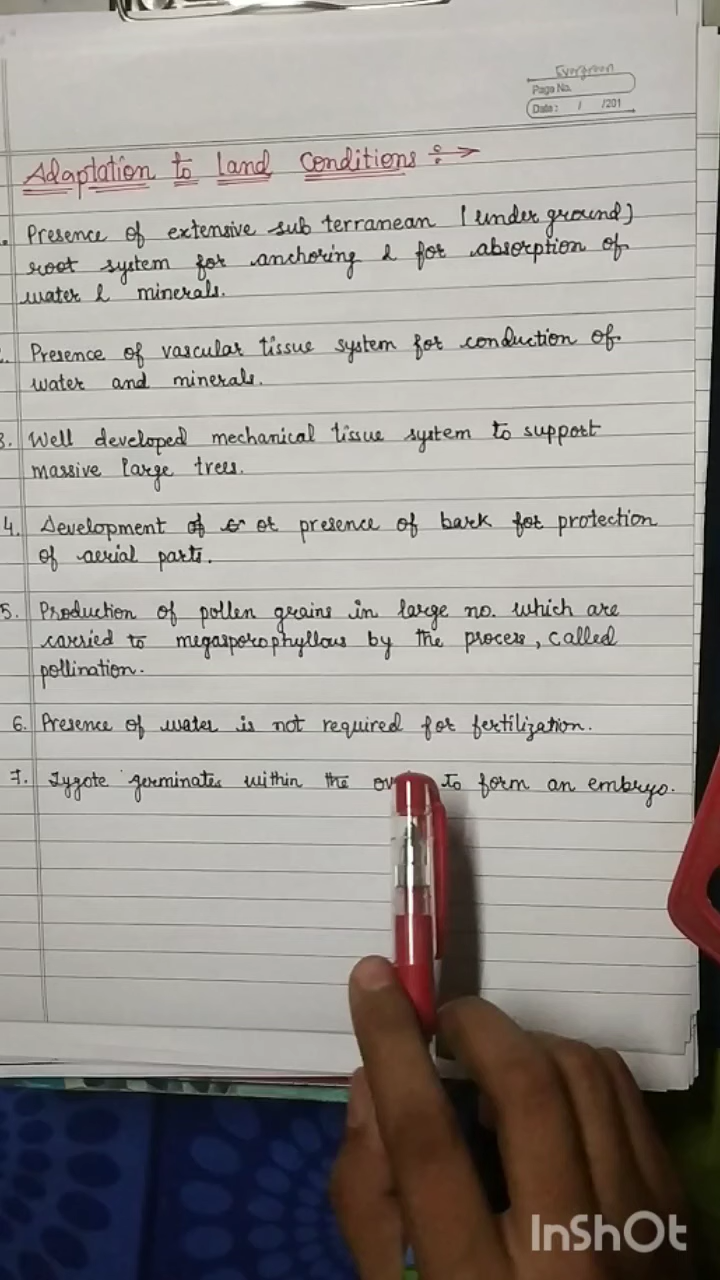 Evergreen
Page No.
Date: / /201
Adaptation to land conditions :→
Presence of extensive sub terranean (under ground)
root system for anchoring & for absorption of
water & minerals.
Presence of vascular tissue system for conduction of
water and minerals.
3. Well developed mechanical tissue system to support
massive large trees.
4. Development of or presence of bark for protection
of aerial parts.
5. Production of pollen grains in large no. which are
carried to megasporophyllous by the process, called
pollination.
6. Presence of water is not required for fertilization.
7. Zygote germinates within the to form an embryo.
InShOt